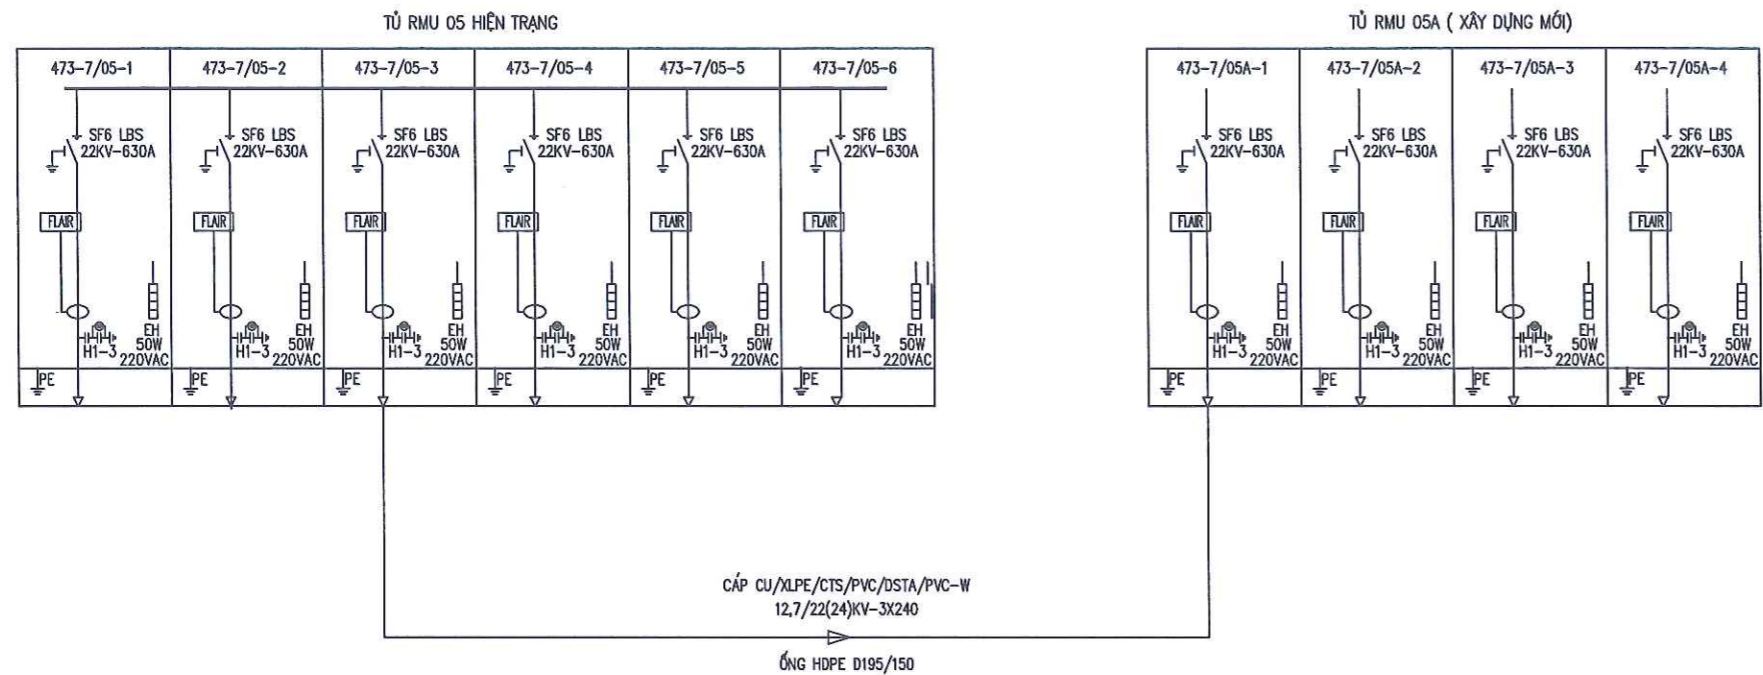 TỦ RMU 05 HIỆN TRẠNG
473-7/05-1
473-7/05-2
473-7/05-3
473-7/05-4
473-7/05-5
473-7/05-6
SF6 LBS
22KV-630A
SF6 LBS
22KV-630A
SF6 LBS
22KV-630A
SF6 LBS
22KV-630A
SF6 LBS
22KV-630A
SF6 LBS
22KV-630A
FLAIR
FLAIR
FLAIR
FLAIR
FLAIR
FLAIR
H1-3
EH
50W
220VAC
H1-3
EH
50W
220VAC
H1-3
EH
50W
220VAC
H1-3
EH
50W
220VAC
H1-3
EH
50W
220VAC
H1-3
EH
50W
220VAC
PE
PE
PE
PE
PE
PE
TỦ RMU 05A ( XÂY DỰNG MỚI)
473-7/05A-1
473-7/05A-2
473-7/05A-3
473-7/05A-4
SF6 LBS
22KV-630A
SF6 LBS
22KV-630A
SF6 LBS
22KV-630A
SF6 LBS
22KV-630A
FLAIR
FLAIR
FLAIR
FLAIR
H1-3
EH
50W
220VAC
H1-3
EH
50W
220VAC
H1-3
EH
50W
220VAC
H1-3
EH
50W
220VAC
PE
PE
PE
PE
CÁP CU/XLPE/CTS/PVC/DSTA/PVC-W
12,7/22(24)KV-3X240
ỐNG HDPE D195/150